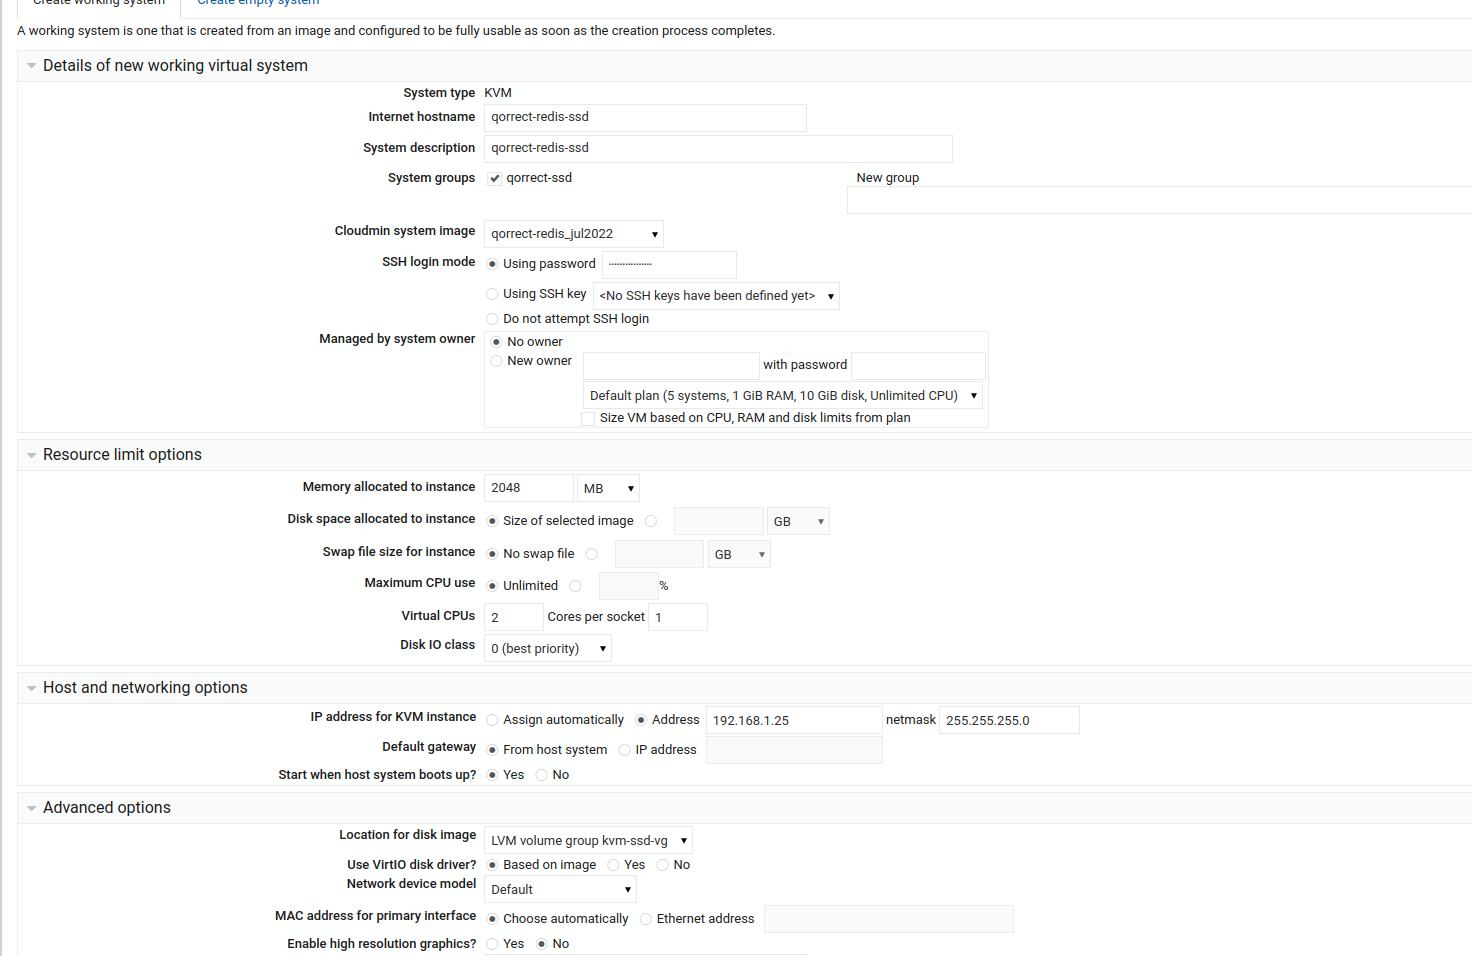 Create working system Create empty system
A working system is one that is created from an image and configured to be fully usable as soon as the creation process completes.
Details of new working virtual system
System type KVM
Internet hostname qorrect-redis-ssd
System description qorrect-redis-ssd
System groups qorrect-ssd New group
Cloudmin system image qorrect-redis_jul2022
SSH login mode Using password
Using SSH key <No SSH keys have been defined yet>
Do not attempt SSH login
Managed by system owner No owner
New owner with password
Default plan (5 systems, 1 GiB RAM, 10 GiB disk, Unlimited CPU)
Size VM based on CPU, RAM and disk limits from plan
Resource limit options
Memory allocated to instance 2048 MB
Disk space allocated to instance Size of selected image GB
Swap file size for instance No swap file GB
Maximum CPU use Unlimited %
Virtual CPUs 2 Cores per socket 1
Disk IO class 0 (best priority)
Host and networking options
IP address for KVM instance Assign automatically Address 192.168.1.25 netmask 255.255.255.0
Default gateway From host system IP address
Start when host system boots up? Yes No
Advanced options
Location for disk image LVM volume group kvm-ssd-vg
Use VirtIO disk driver? Based on image Yes No
Network device model Default
MAC address for primary interface Choose automatically Ethernet address
Enable high resolution graphics? Yes No